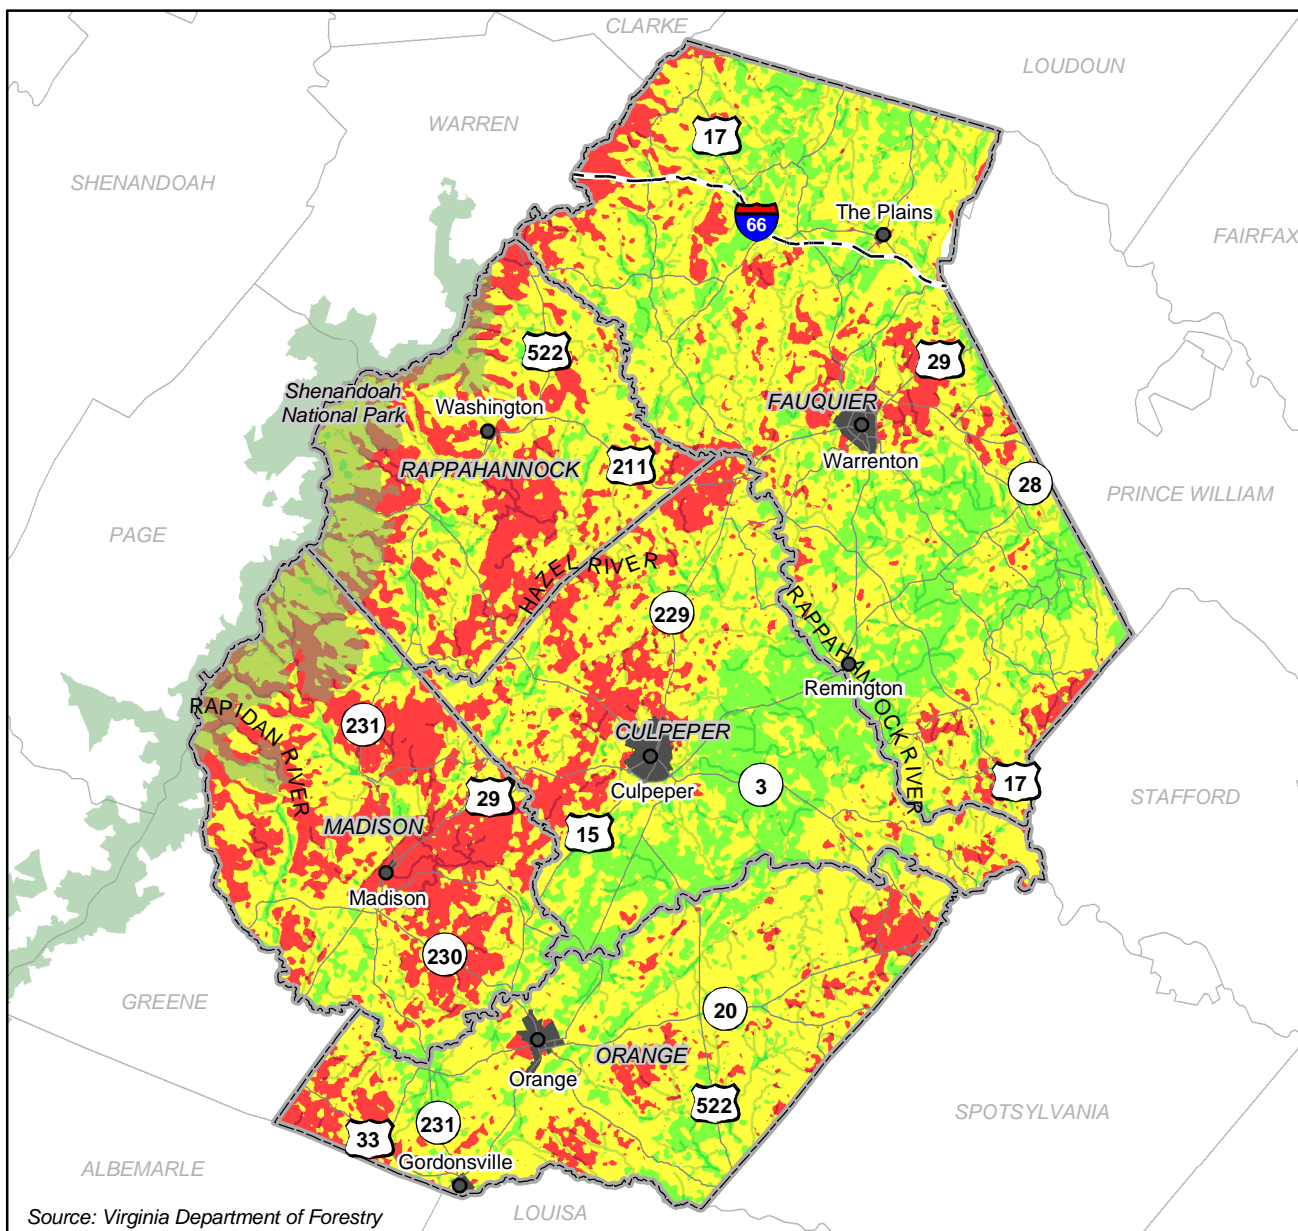 CLARKE
LOUDOUN
WARREN
17
SHENANDOAH
The Plains
66
FAIRFAX
522
29
Shenandoah
National Park
Washington
FAUQUIER
RAPPAHANNOCK
211
Warrenton
28
PRINCE WILLIAM
PAGE
HAZEL RIVER
229
RAPPAHANNOCK RIVER
Remington
RAPIDAN RIVER
231
CULPEPER
Culpeper
3
17
STAFFORD
29
15
MADISON
Madison
230
GREENE
20
ORANGE
Orange
522
SPOTSYLVANIA
231
33
Gordonsville
ALBEMARLE
LOUISA
Source: Virginia Department of Forestry